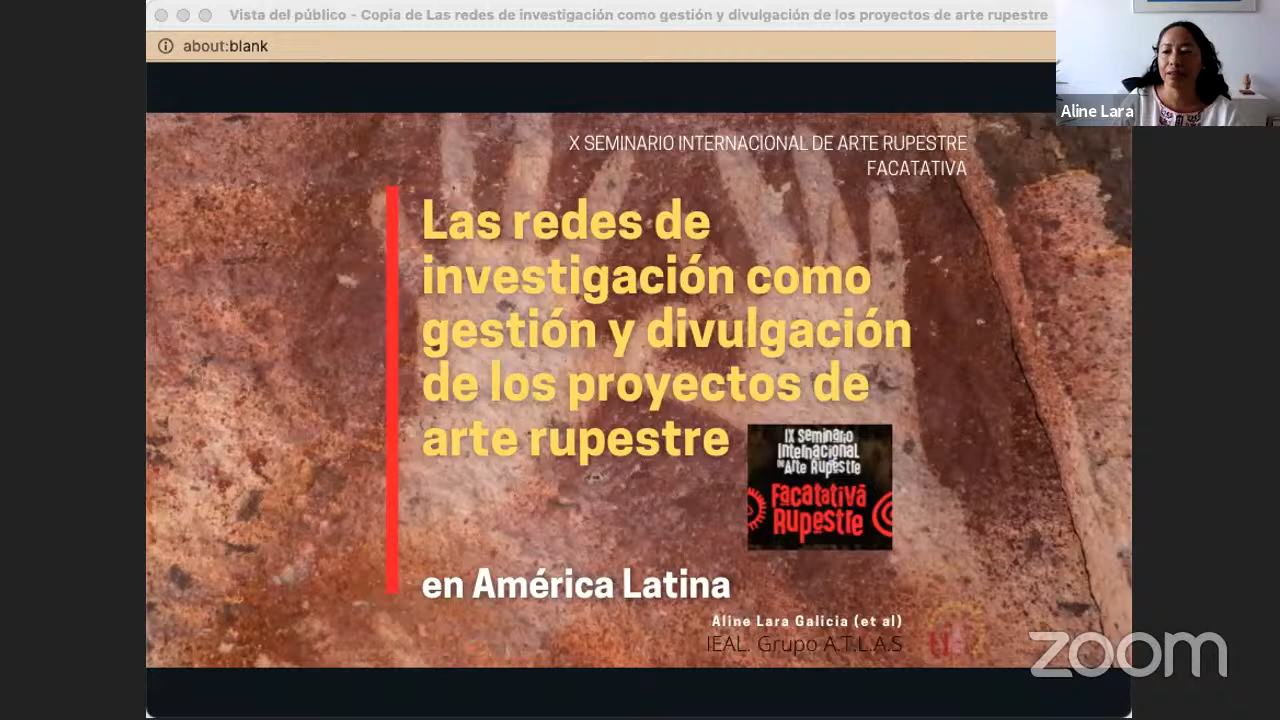 Vista del público - Copia de Las redes de investigación como gestión y divulgación de los proyectos de arte rupestre
about:blank
Aline Lara
X SEMINARIO INTERNACIONAL DE ARTE RUPESTRE
FACATATIVA
Las redes de
investigación como
gestión y divulgación
de los proyectos de
arte rupestre
IX Seminario
Internacional
de Arte Rupestre
Facatativá
Rupestre
en América Latina
Aline Lara Galicia (et al)
IEAL. Grupo A.T.L.A.S
zoom